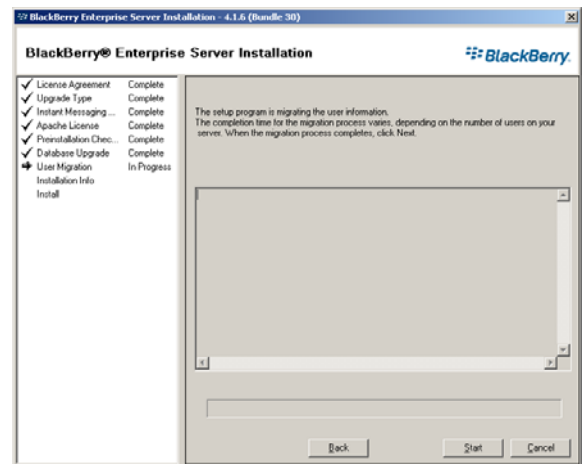 BlackBerry Enterprise Server Installation - 4.1.6 (Bundle 30)
BlackBerry® Enterprise Server Installation
BlackBerry.
License Agreement Complete
Upgrade Type Complete
Instant Messaging ... Complete
Apache License Complete
Preinstallation Chec... Complete
Database Upgrade Complete
User Migration In Progress
Installation Info
Install
The setup program is migrating the user information.
The completion time for the migration process varies, depending on the number of users on your
server. When the migration process completes, click Next.
Back Start Cancel